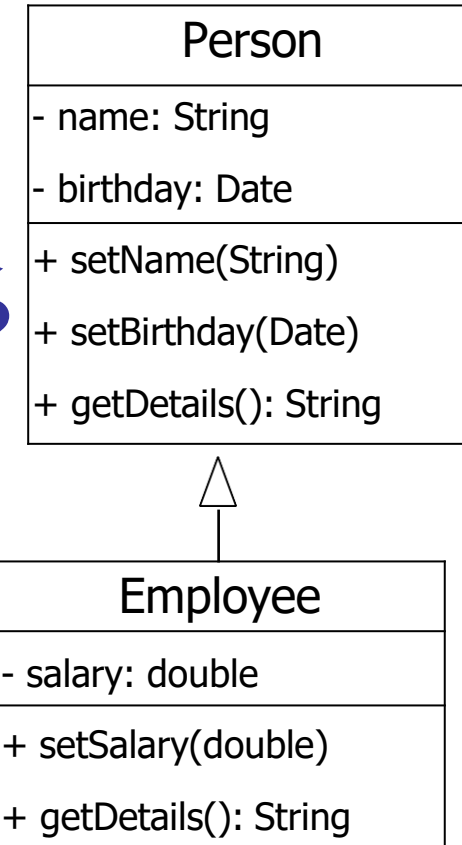 Person
- name: String
- birthday: Date
+ setName(String)
+ setBirthday(Date)
+ getDetails(): String
Employee
- salary: double
+ setSalary(double)
+ getDetails(): String